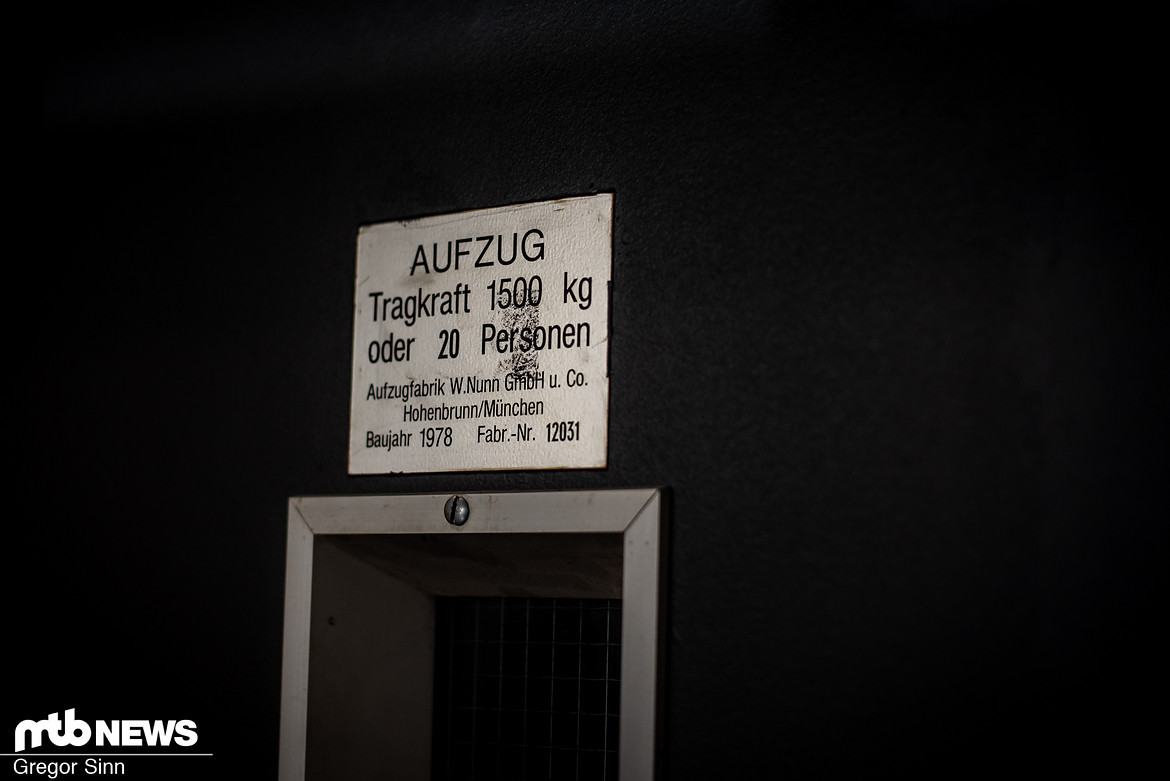 AUFZUG
Tragkraft 1500 kg
oder 20 Personen
Aufzugfabrik W.Nunn GmbH u. Co.
Hohenbrunn/München
Baujahr 1978 Fabr.-Nr. 12031
mtb NEWS
Gregor Sinn